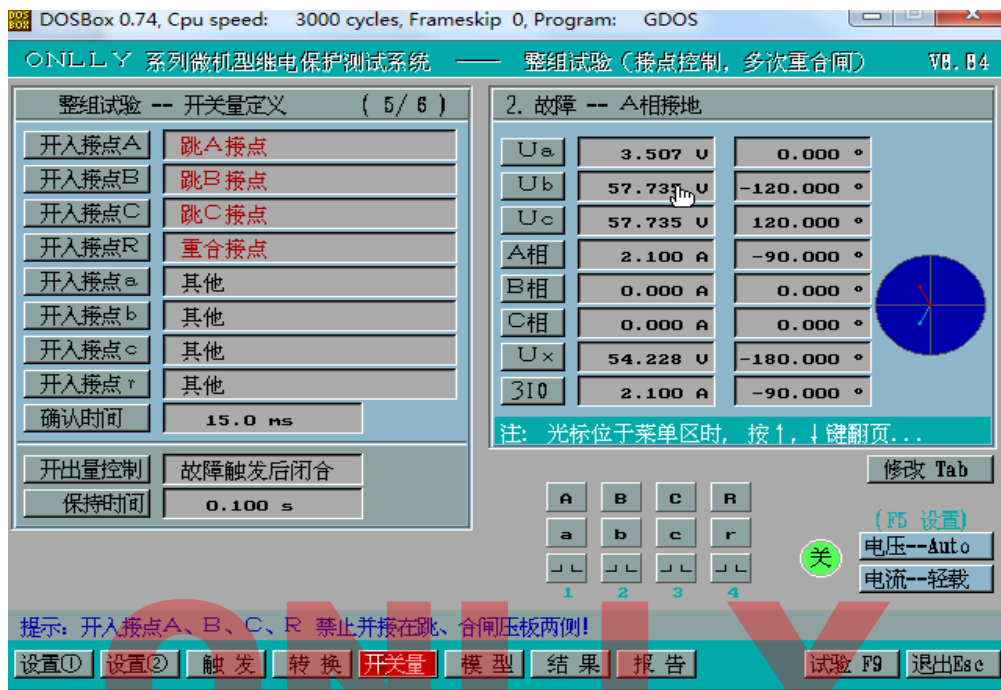 DOSBox 0.74, Cpu speed: 3000 cycles, Frameskip 0, Program: GDOS
ONLLY 系列微机型继电保护测试系统 —— 整组试验（接点控制，多次重合闸） V8.84
整组试验 -- 开关量定义 ( 5/6 )
开入接点A 跳A接点
开入接点B 跳B接点
开入接点C 跳C接点
开入接点R 重合接点
开入接点a 其他
开入接点b 其他
开入接点c 其他
开入接点r 其他
确认时间 15.0 ms
开出量控制 故障触发后闭合
保持时间 0.100 s
2. 故障 -- A相接地
Ua 3.507 V 0.000 °
Ub 57.735 V -120.000 °
Uc 57.735 V 120.000 °
A相 2.100 A -90.000 °
B相 0.000 A 0.000 °
C相 0.000 A 0.000 °
Ux 54.228 V -180.000 °
3I0 2.100 A -90.000 °
注: 光标位于菜单区时, 按↑,↓键翻页...
修改 Tab
A B C R
a b c r
1 2 3 4
关
(F5 设置)
电压--Auto
电流--轻载
提示: 开入接点A、B、C、R 禁止并接在跳、合闸压板两侧!
设置① 设置② 触 发 转 换 开关量 模 型 结 果 报 告 试验 F9 退出Esc
ONLLY